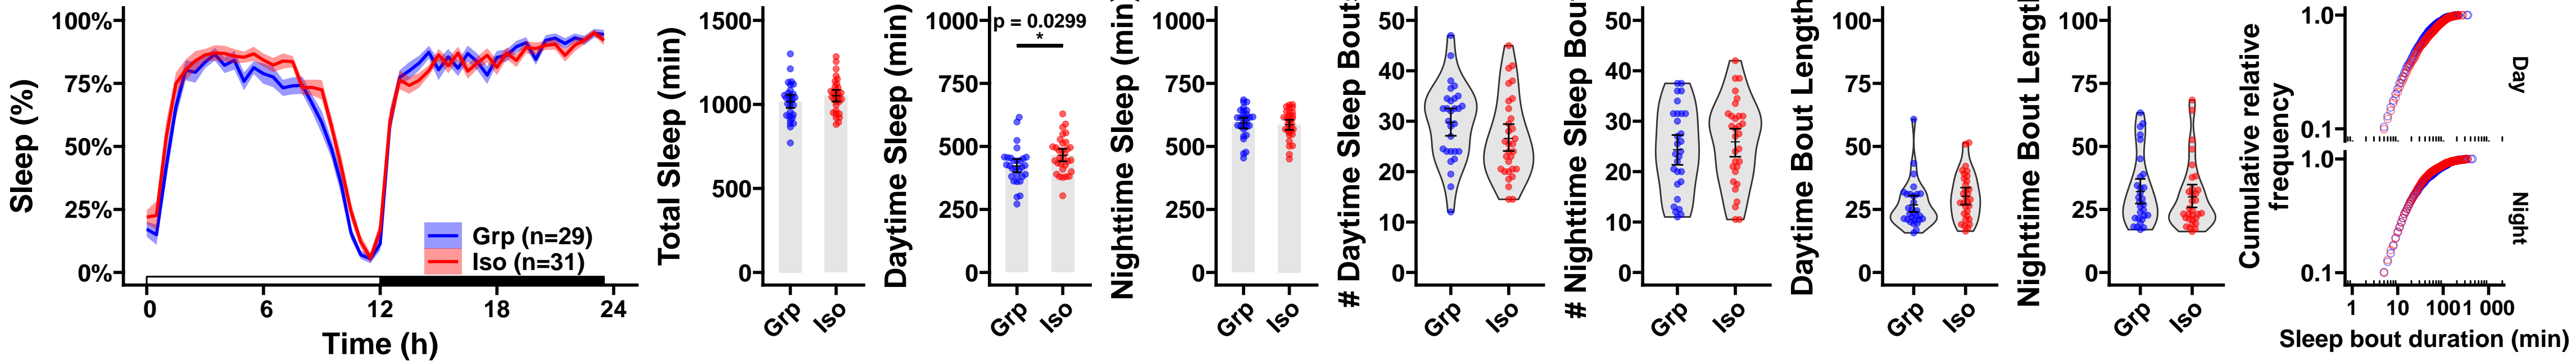 Sleep (%)
100%
75%
50%
25%
0%
Grp (n=29)
Iso (n=31)
0 6 12 18 24
Time (h)
Total Sleep (min)
1500
1000
500
0
Grp Iso
Daytime Sleep (min)
1000
750
500
250
0
p = 0.0299
*
Grp Iso
Nighttime Sleep (min)
1000
750
500
250
0
Grp Iso
# Daytime Sleep Bouts
50
40
30
20
10
0
Grp Iso
# Nighttime Sleep Bou
50
40
30
20
10
0
Grp Iso
Daytime Bout Length
100
75
50
25
0
Grp Iso
Nighttime Bout Length
100
75
50
25
0
Grp Iso
Cumulative relative
frequency
1.0
0.1
Day
1.0
0.1
Night
1 10 100 1 000
Sleep bout duration (min)